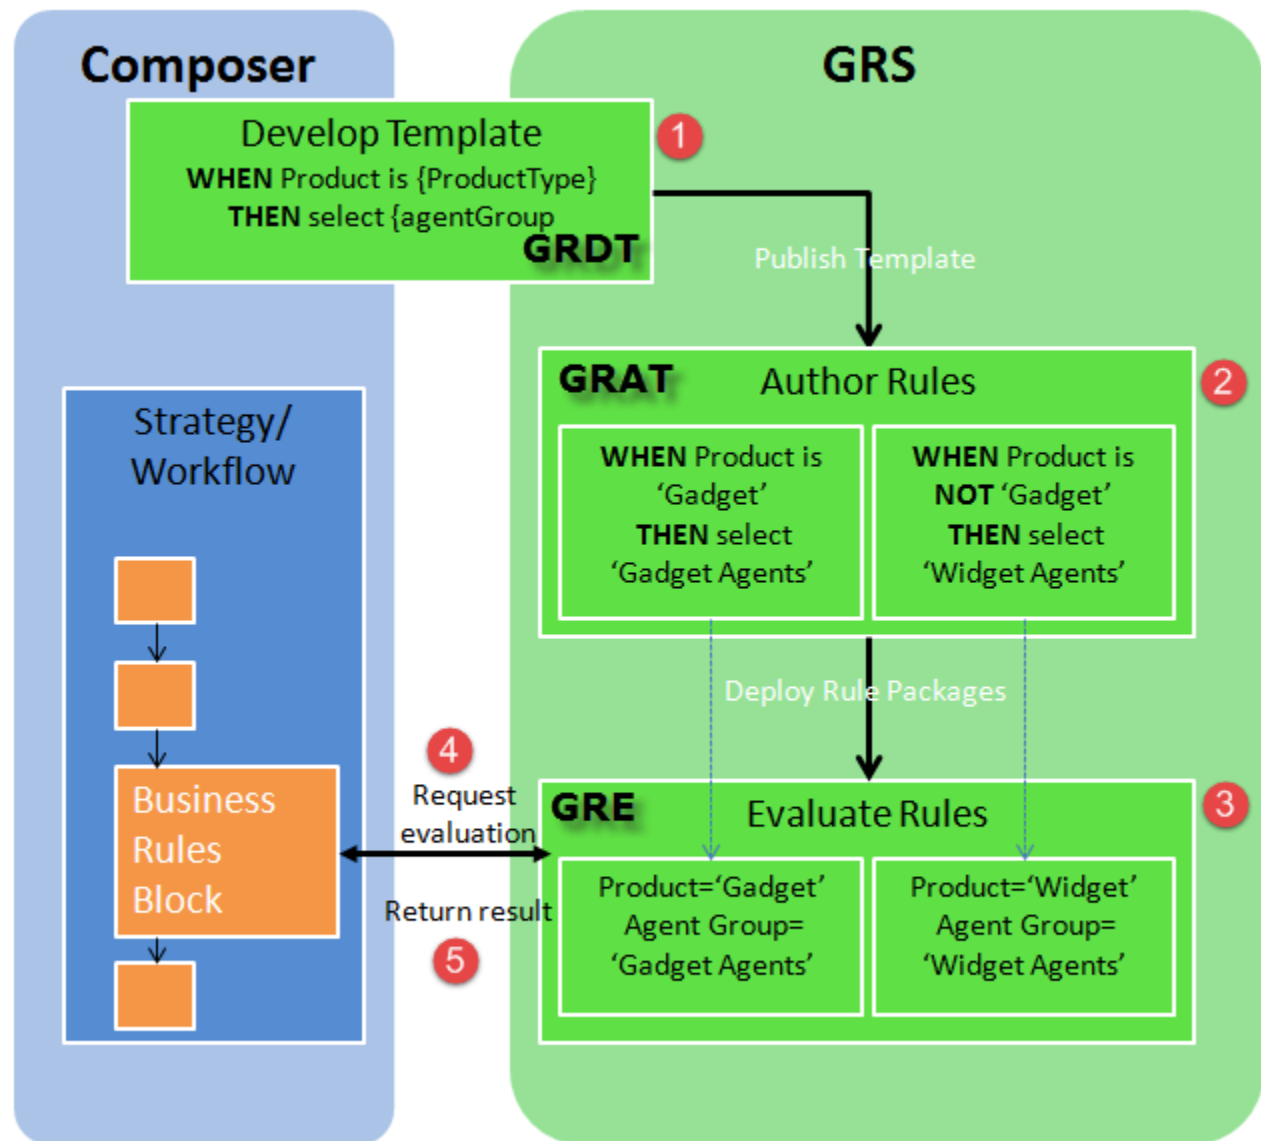 Composer
GRS
Develop Template
WHEN Product is {ProductType}
THEN select {agentGroup
GRDT
1
Publish Template
GRAT
Author Rules
2
WHEN Product is
‘Gadget’
THEN select
‘Gadget Agents’
WHEN Product is
NOT ‘Gadget’
THEN select
‘Widget Agents’
Strategy/
Workflow
Deploy Rule Packages
Business
Rules
Block
4
Request
evaluation
Return result
5
GRE
Evaluate Rules
3
Product=‘Gadget’
Agent Group=
‘Gadget Agents’
Product=‘Widget’
Agent Group=
‘Widget Agents’